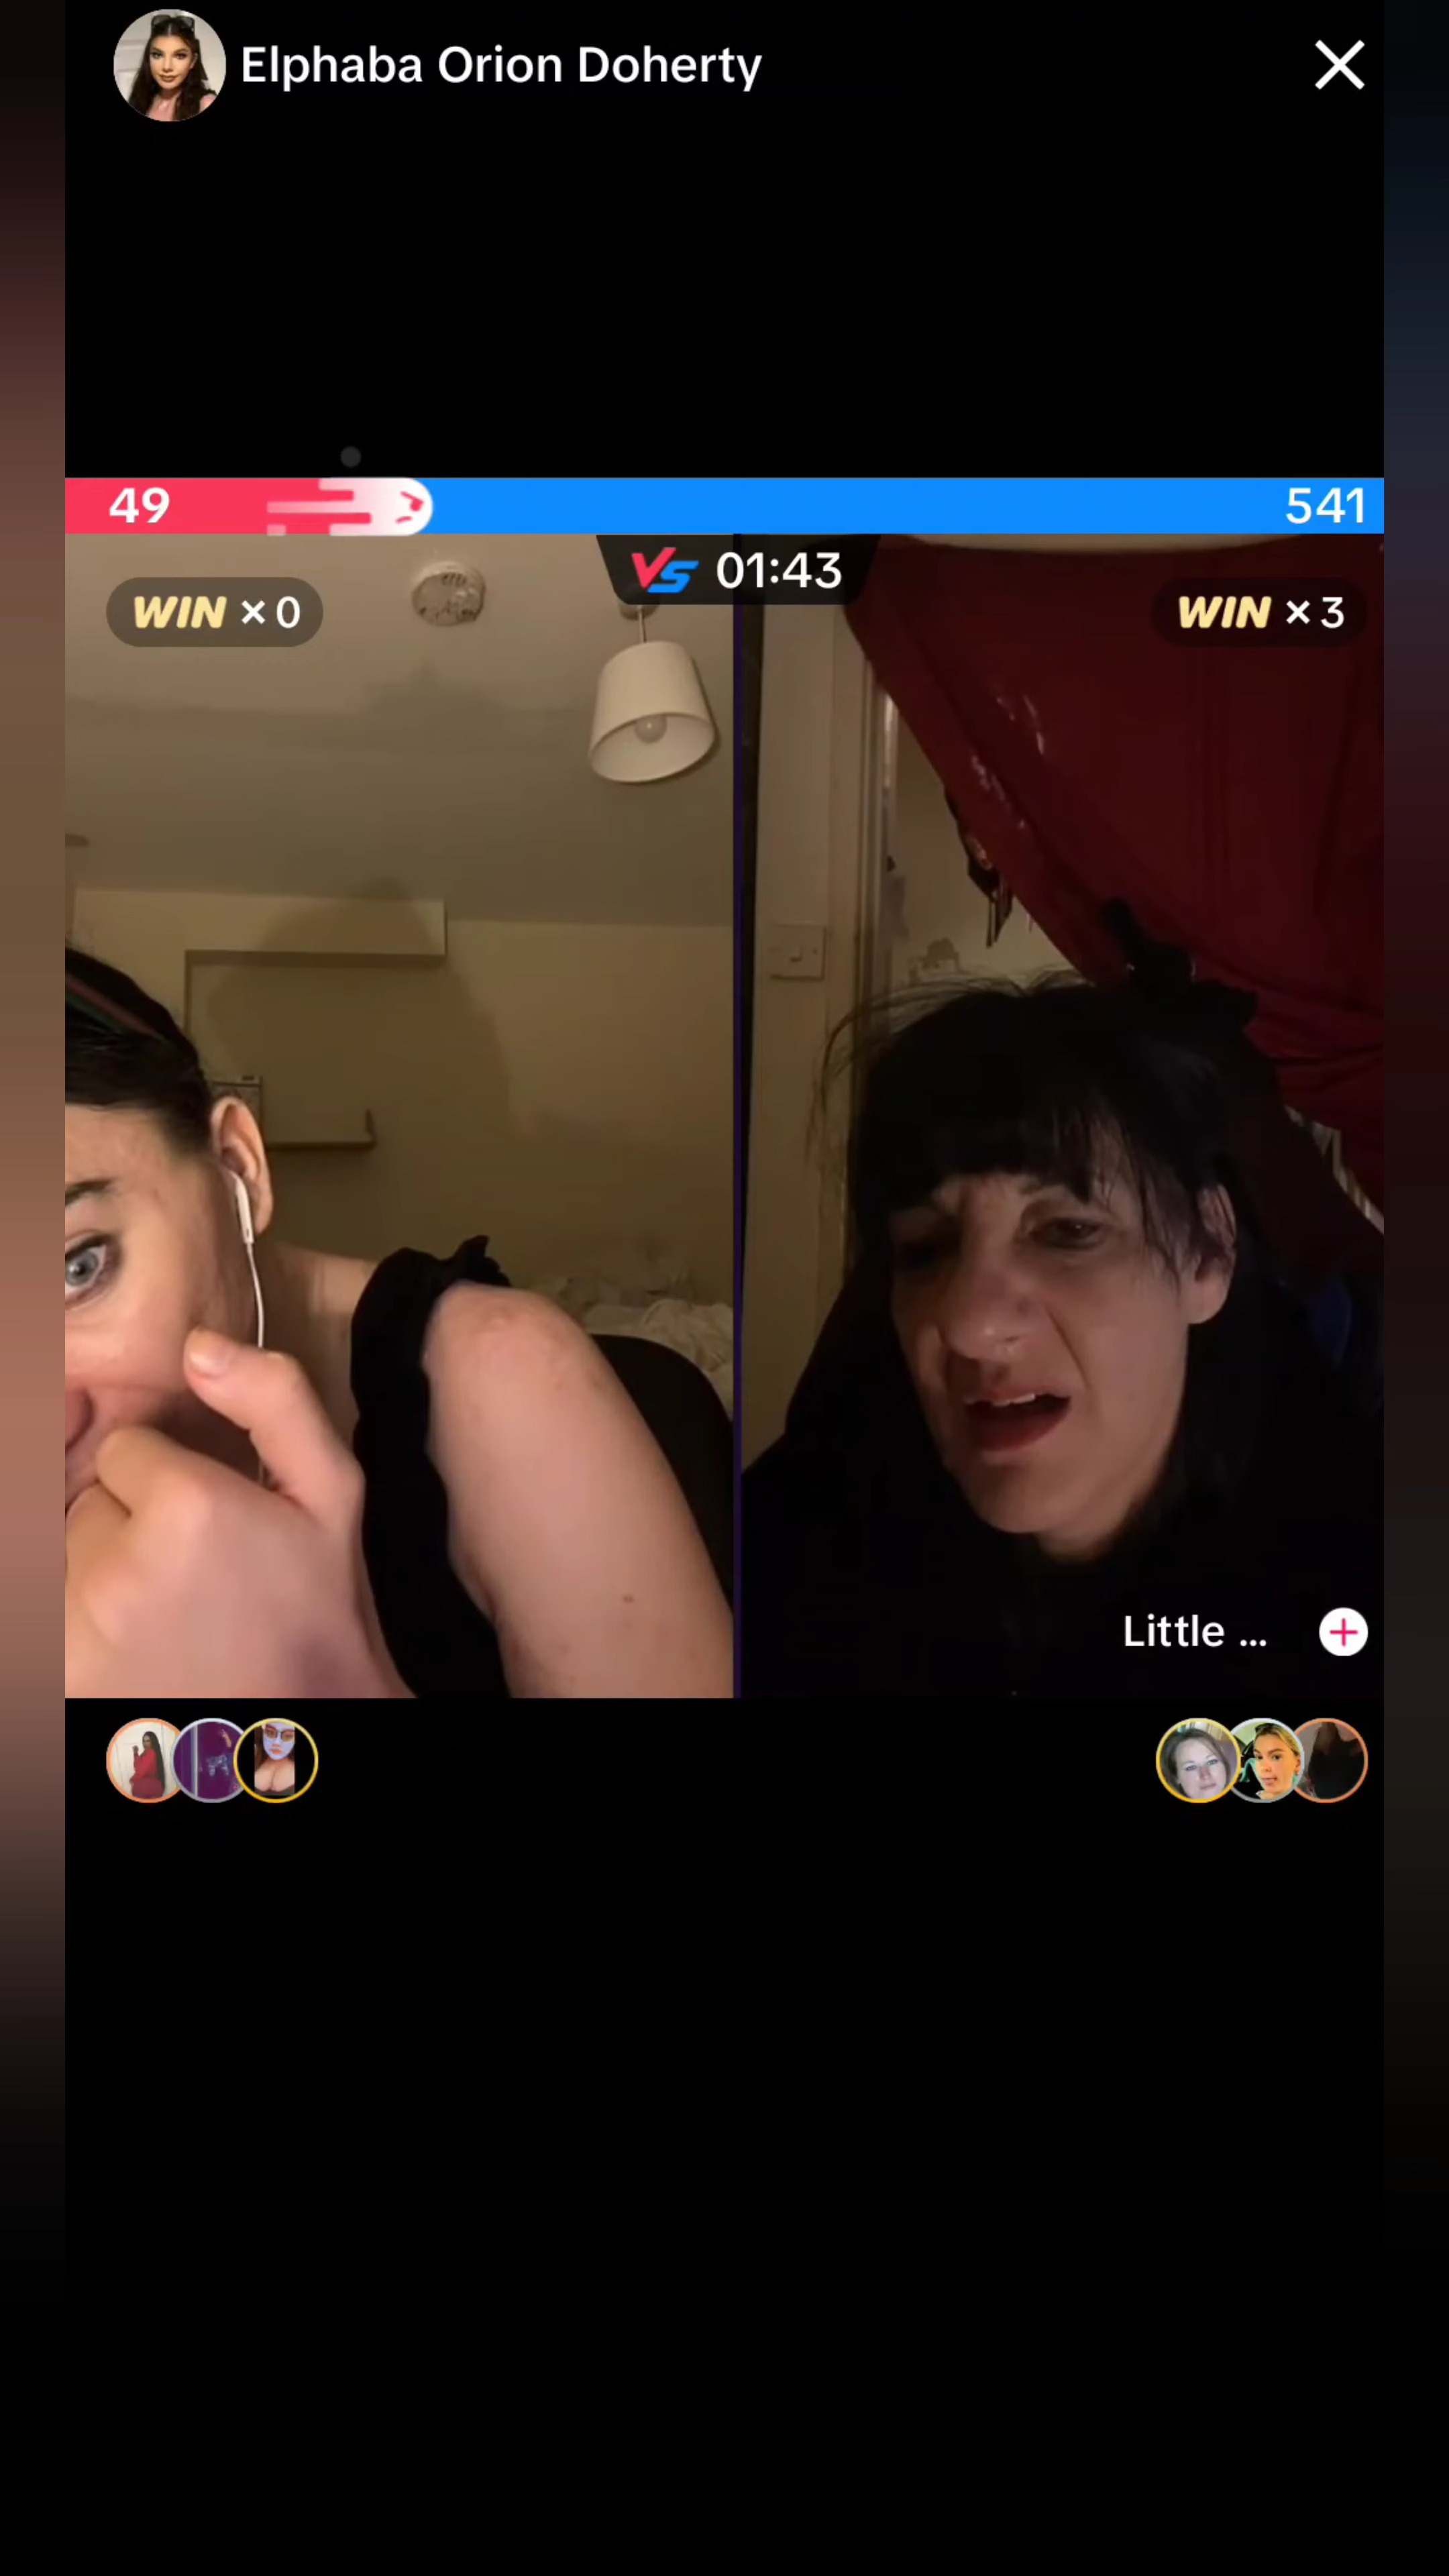 Elphaba Orion Doherty
49
541
VS 01:43
WIN × 0
WIN × 3
Little ...